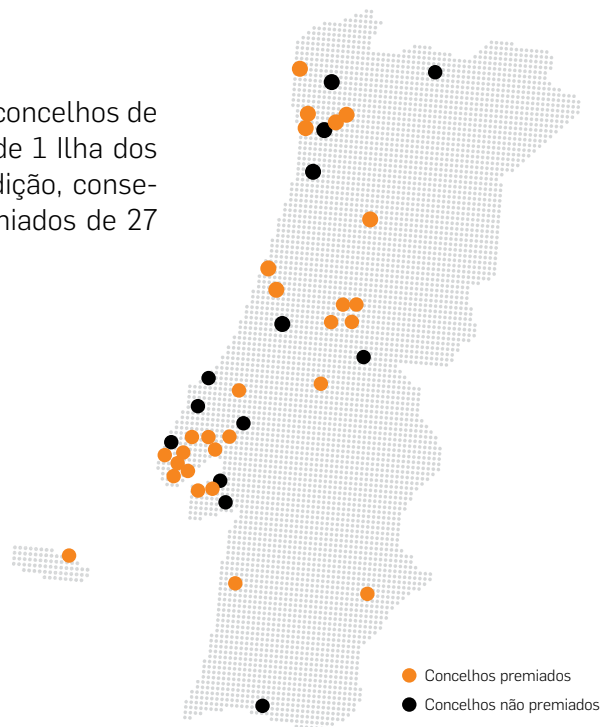 concelhos de
de 1 Ilha dos
dição, conse-
miados de 27
Concelhos premiados
Concelhos não premiados